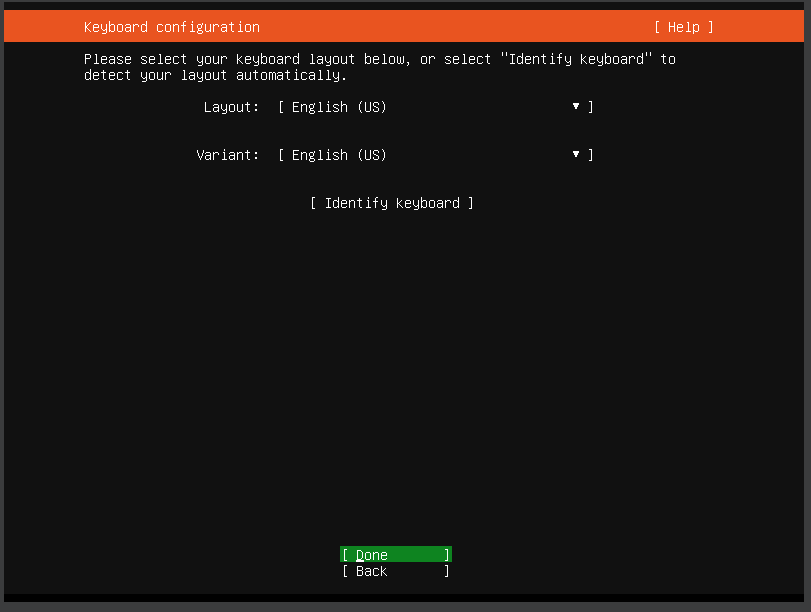 Keyboard configuration [ Help ]
Please select your keyboard layout below, or select "Identify keyboard" to
detect your layout automatically.
Layout: [ English (US) ▾ ]
Variant: [ English (US) ▾ ]
[ Identify keyboard ]
[ Done ]
[ Back ]